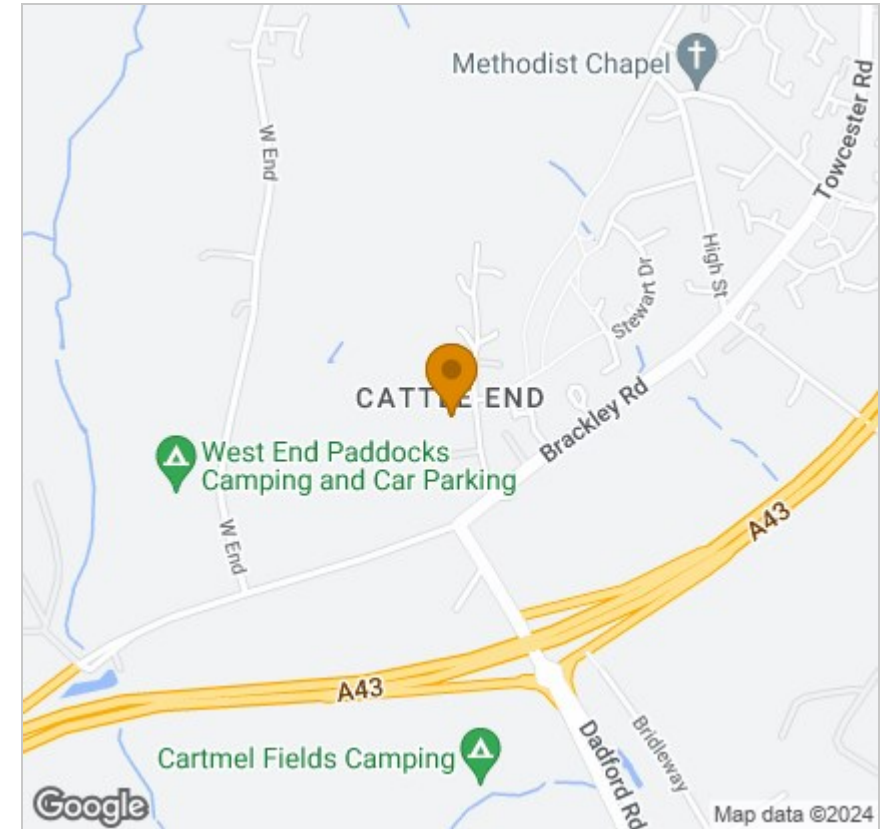 Methodist Chapel
Towcester Rd
W End
High St
Stewart Dr
CATTLE END
Brackley Rd
West End Paddocks
Camping and Car Parking
A43
W End
A43
Cartmel Fields Camping
Dadford Rd
Bridleway
Google
Map data ©2024